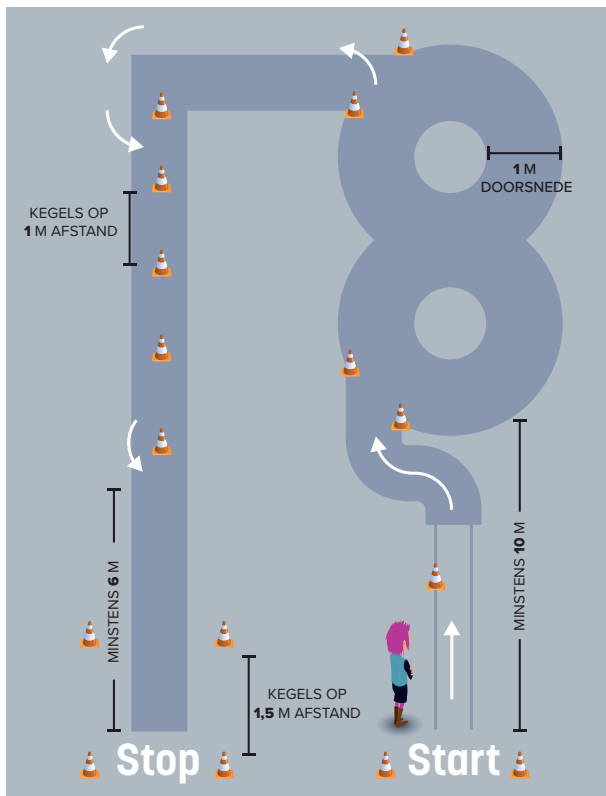 1 M
DOORSNEDE
KEGELS OP
1 M AFSTAND
MINSTENS 6 M
MINSTENS 10 M
KEGELS OP
1,5 M AFSTAND
Stop
Start